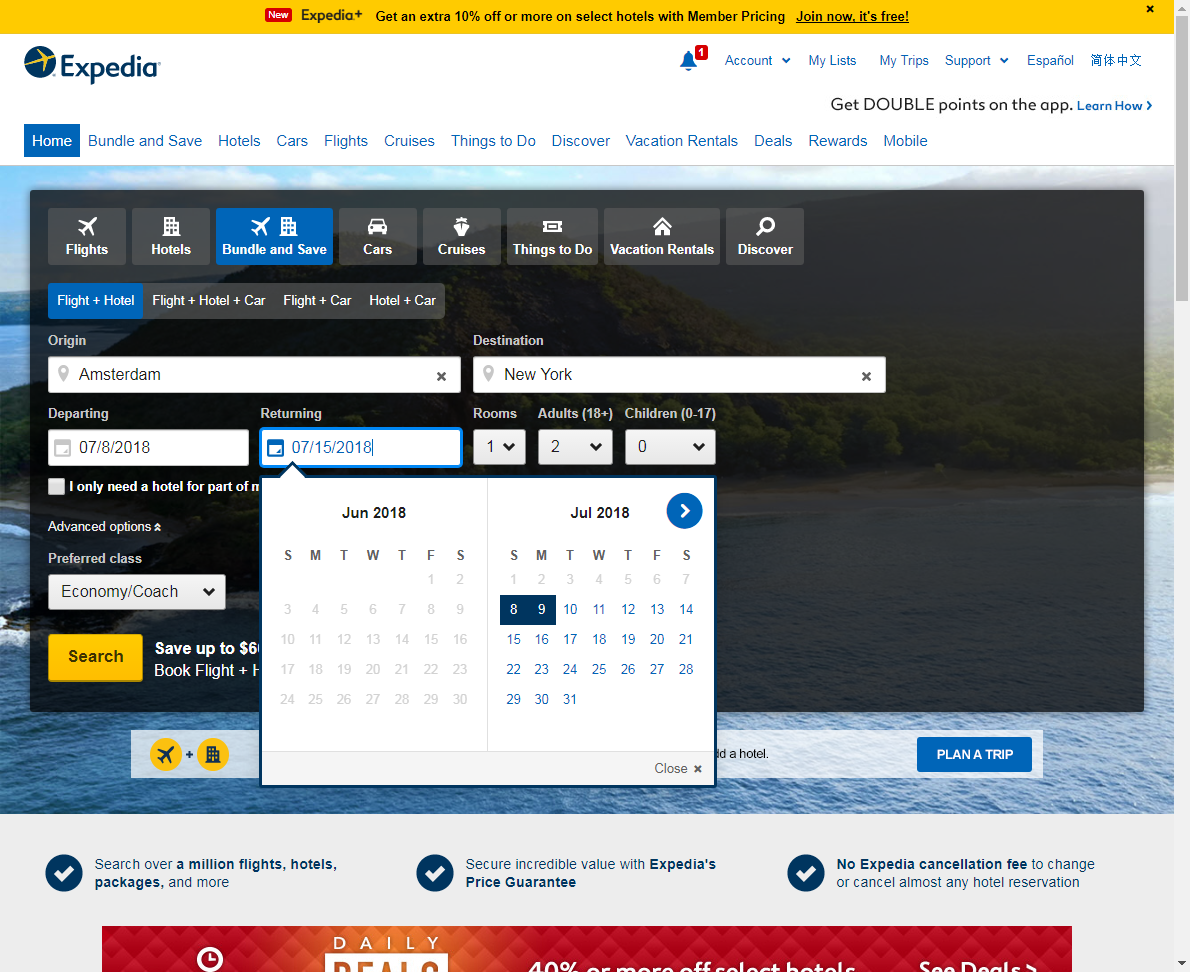 New Expedia+ Get an extra 10% off or more on select hotels with Member Pricing Join now, it's free!
Expedia
1 Account My Lists My Trips Support Español 简体中文
Get DOUBLE points on the app. Learn How
Home Bundle and Save Hotels Cars Flights Cruises Things to Do Discover Vacation Rentals Deals Rewards Mobile
Flights Hotels Bundle and Save Cars Cruises Things to Do Vacation Rentals Discover
Flight + Hotel Flight + Hotel + Car Flight + Car Hotel + Car
Origin Destination
Amsterdam New York
Departing Returning Rooms Adults (18+) Children (0-17)
07/8/2018 07/15/2018 1 2 0
I only need a hotel for part of
Jun 2018 Jul 2018
Advanced options
Preferred class
S M T W T F S S M T W T F S
1 2 1 2 3 4 5 6 7
Economy/Coach
3 4 5 6 7 8 9 8 9 10 11 12 13 14
10 11 12 13 14 15 16 15 16 17 18 19 20 21
Search Save up to
Book Flight +
17 18 19 20 21 22 23 22 23 24 25 26 27 28
24 25 26 27 28 29 30 29 30 31
+ a hotel. PLAN A TRIP
Close
Search over a million flights, hotels,
packages, and more
Secure incredible value with Expedia's
Price Guarantee
No Expedia cancellation fee to change
or cancel almost any hotel reservation
DAILY
DEALS 40% or more off select hotels See Deals >